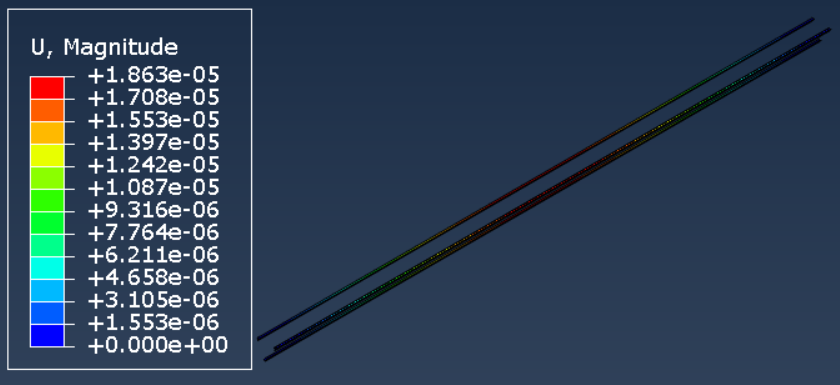 U, Magnitude
+1.863e-05
+1.708e-05
+1.553e-05
+1.397e-05
+1.242e-05
+1.087e-05
+9.316e-06
+7.764e-06
+6.211e-06
+4.658e-06
+3.105e-06
+1.553e-06
+0.000e+00